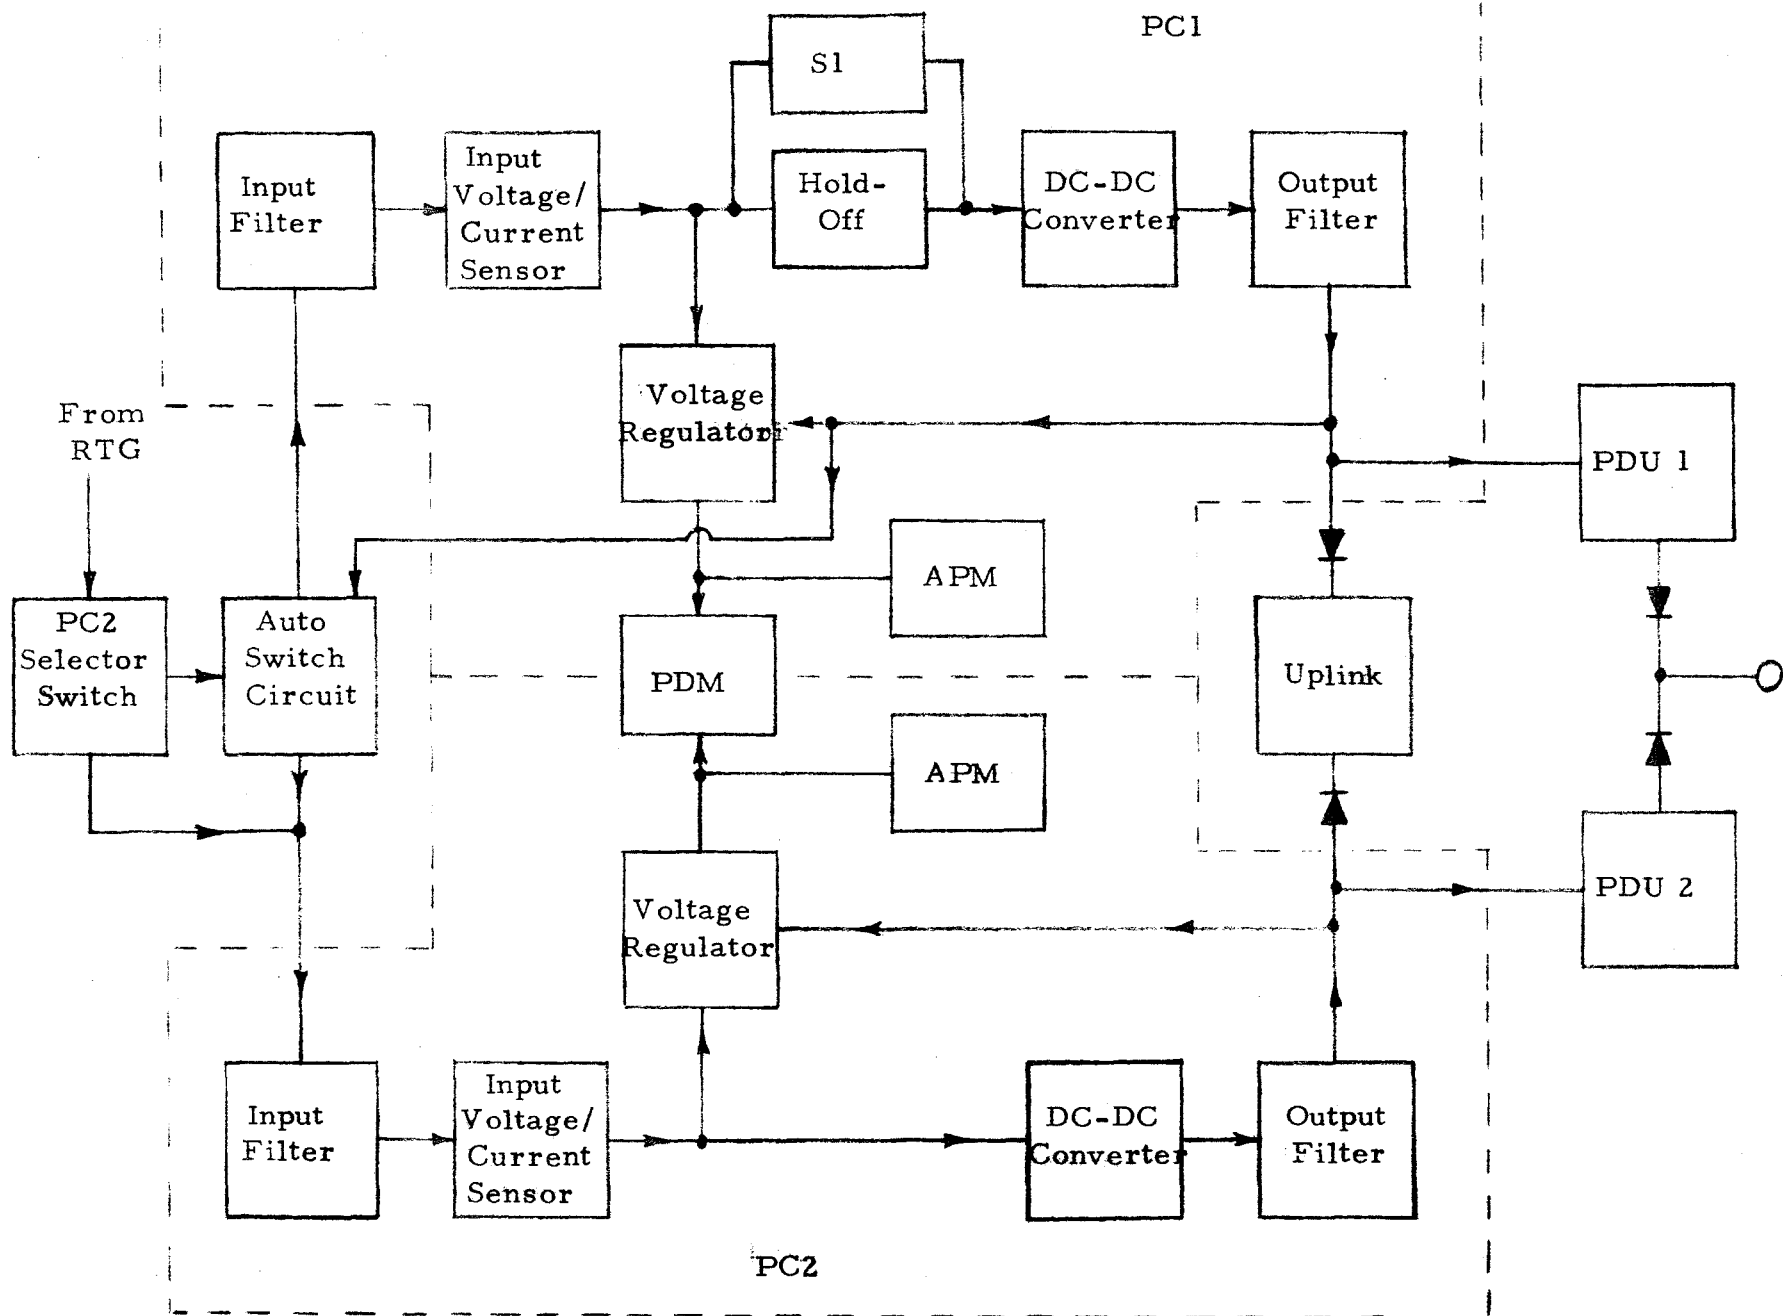 PC1
S1
Input
Filter
Input
Voltage/
Current
Sensor
Hold-
Off
DC-DC
Converter
Output
Filter
From
RTG
Voltage
Regulator
PDU 1
APM
PC2
Selector
Switch
Auto
Switch
Circuit
PDM
Uplink
APM
PDU 2
Voltage
Regulator
Input
Filter
Input
Voltage/
Current
Sensor
DC-DC
Converter
Output
Filter
PC2